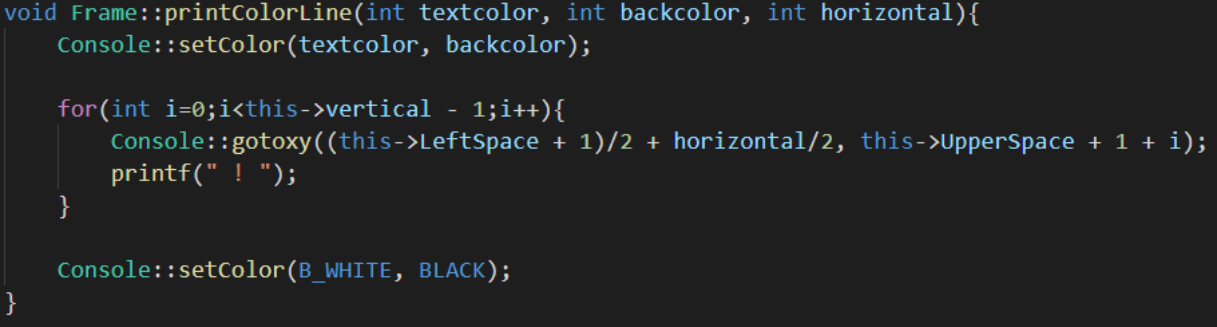 void Frame::printColorLine(int textcolor, int backcolor, int horizontal){
    Console::setColor(textcolor, backcolor);

    for(int i=0;i<this->vertical - 1;i++){
        Console::gotoxy((this->LeftSpace + 1)/2 + horizontal/2, this->UpperSpace + 1 + i);
        printf(" ! ");
    }

    Console::setColor(B_WHITE, BLACK);
}